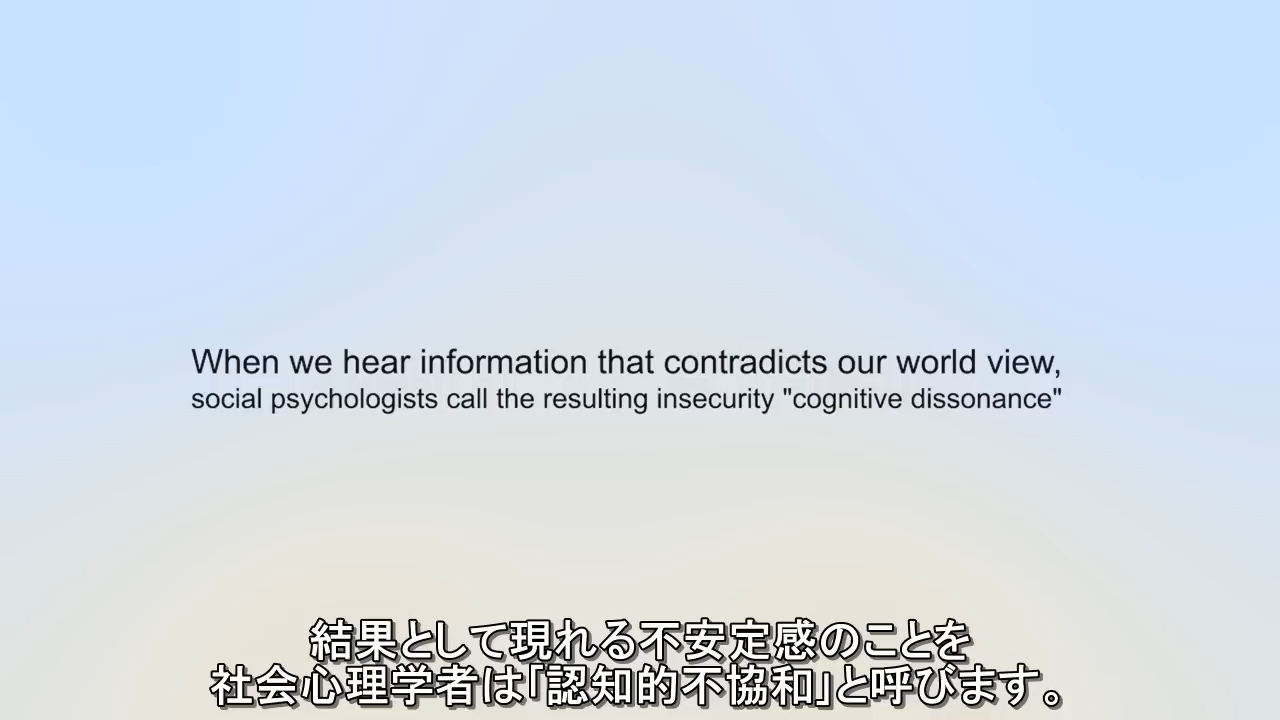 When we hear information that contradicts our world view,
social psychologists call the resulting insecurity "cognitive dissonance"
結果として現れる不安定感のことを
社会心理学者は｢認知的不協和｣と呼びます。